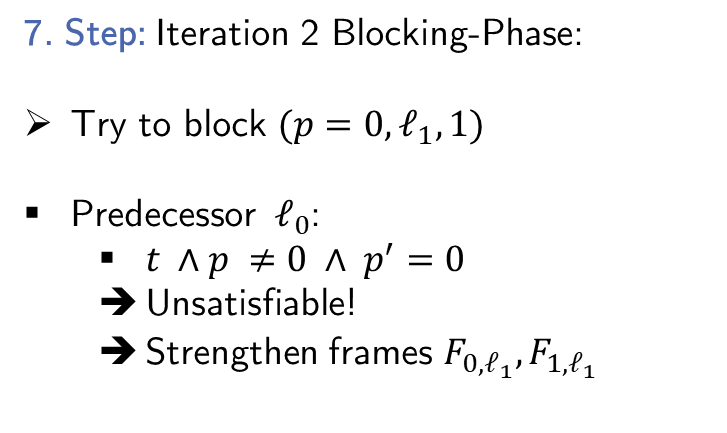 7. Step: Iteration 2 Blocking-Phase:
➤ Try to block (p = 0, ℓ₁, 1)
▪ Predecessor ℓ₀:
▪ t ∧ p ≠ 0 ∧ p′ = 0
➔ Unsatisfiable!
➔ Strengthen frames F₀,ℓ₁, F₁,ℓ₁